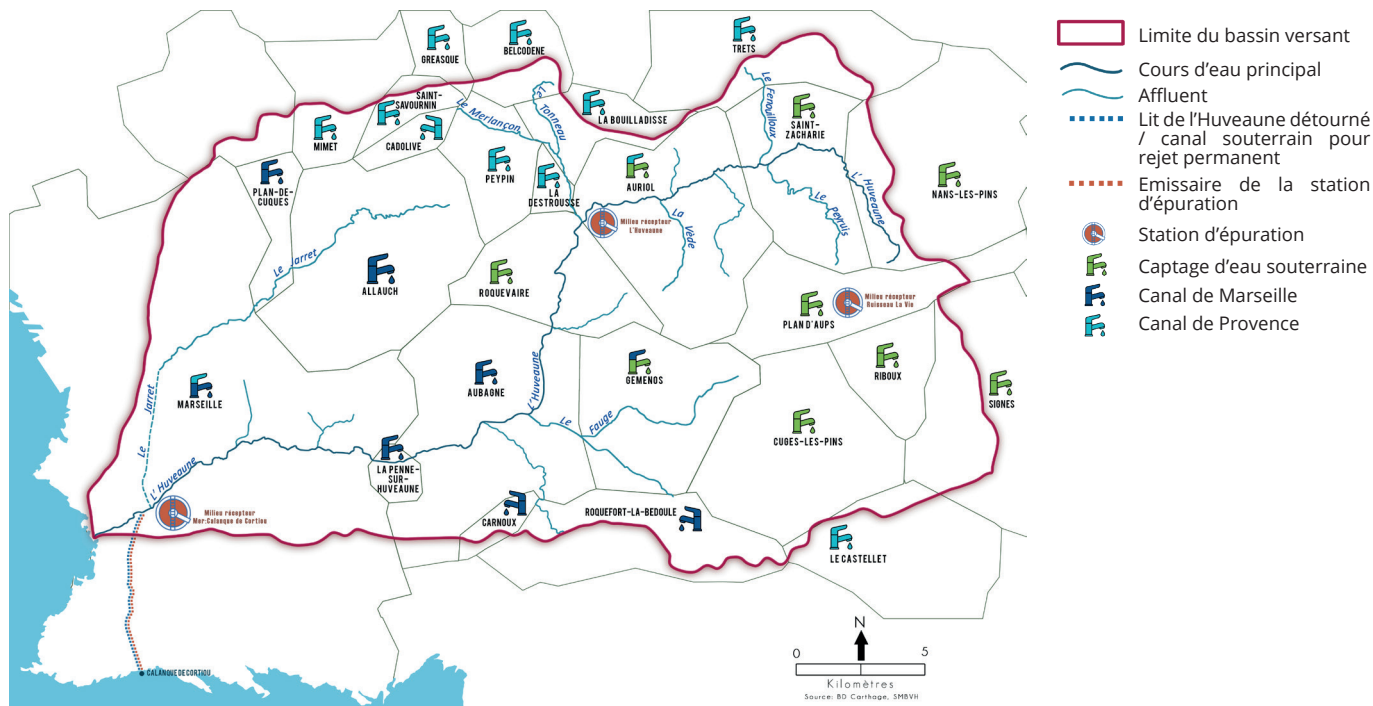 GREASQUE
BELCODENE
TRETS
SAINT-
SAVOURNIN
Le Merlançon
Le Tonneau
LA BOUILLADISSE
Le Fenouilloux
SAINT-
ZACHARIE
MIMET
CADOLIVE
PLAN-DE-
CUQUES
PEYPIN
LA
DESTROUSSE
AURIOL
L' Huveaune
NANS-LES-PINS
Le Peyruis
La Vède
Milieu récepteur
L'Huveaune
Le Jarret
ALLAUCH
ROQUEVAIRE
PLAN D'AUPS
Milieu récepteur
Ruisseau La Vie
MARSEILLE
AUBAGNE
L'Huveaune
GEMENOS
RIBOUX
SIGNES
Le Jarret
Le Fauge
CUGES-LES-PINS
L' Huveaune
LA PENNE-
SUR-
HUVEAUNE
Milieu récepteur
Mer:Calanque de Cortiou
CARNOUX
ROQUEFORT-LA-BEDOULE
LE CASTELLET
CALANQUE DE CORTIOU
N
0 5
Kilomètres
Source: BD Carthage, SMBVH
Limite du bassin versant
Cours d'eau principal
Affluent
Lit de l'Huveaune détourné
/ canal souterrain pour
rejet permanent
Emissaire de la station
d'épuration
Station d'épuration
Captage d'eau souterraine
Canal de Marseille
Canal de Provence